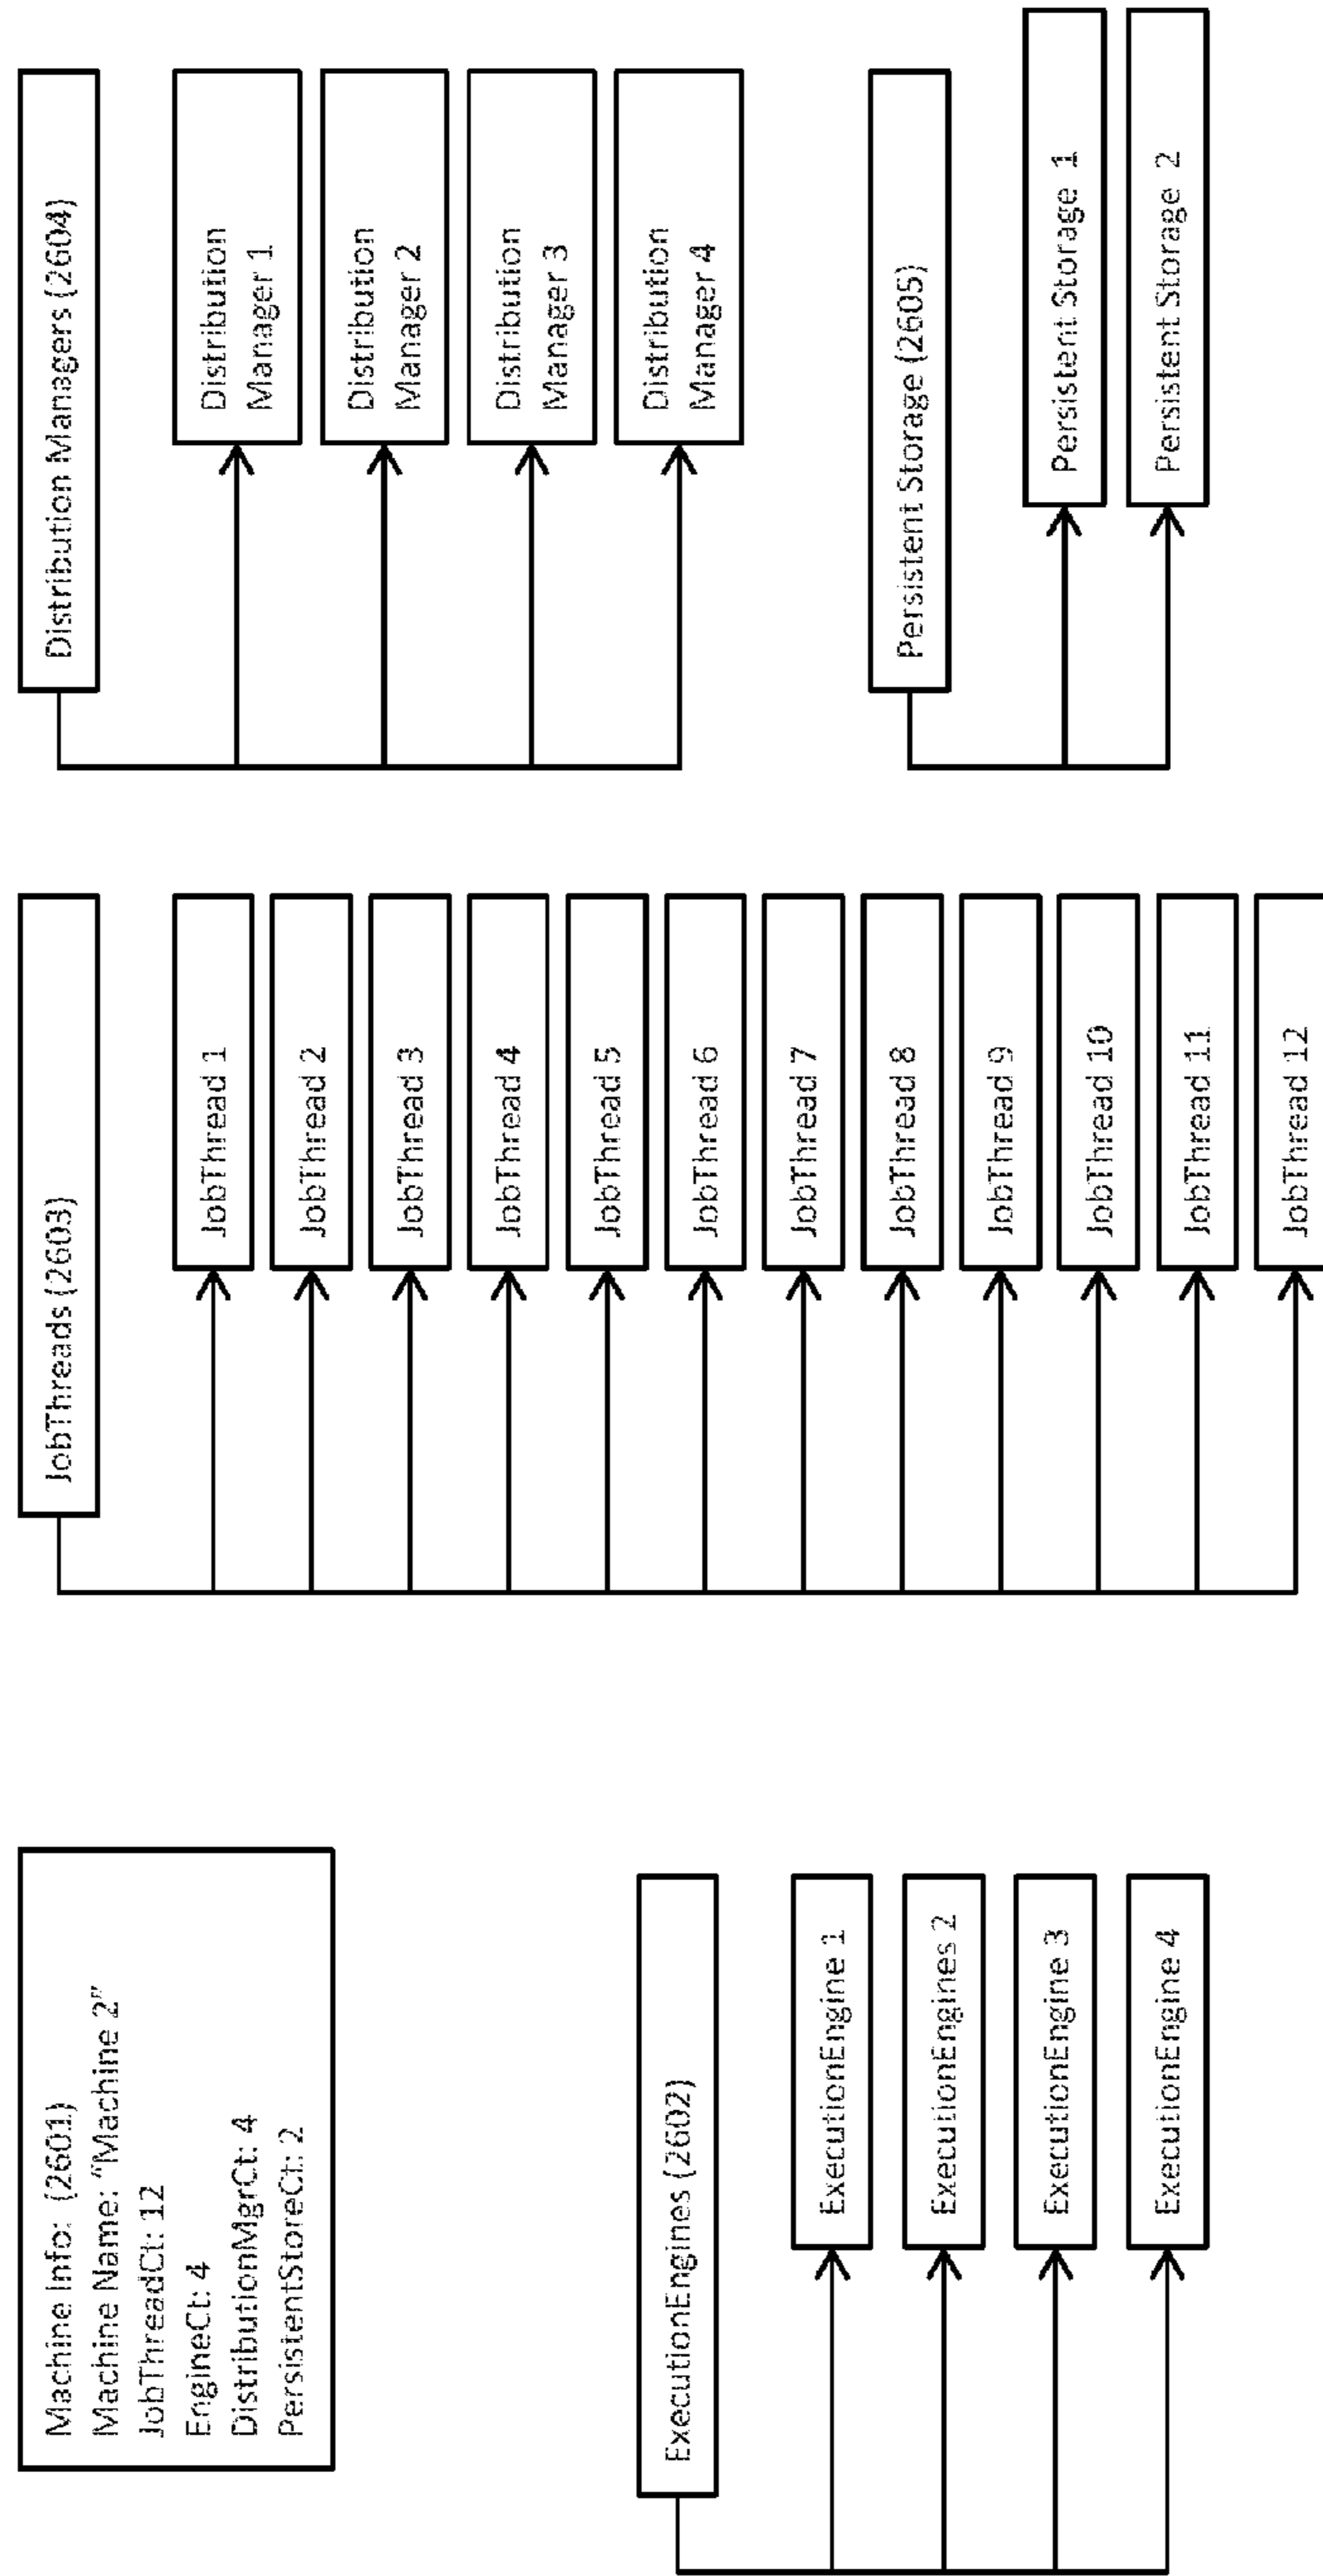 Machine Info:  (2601)
Machine Name: “Machine 2”
JobThreadCt: 12
EngineCt: 4
DistributionMgrCt: 4
PersistentStoreCt: 2
ExecutionEngines (2602)
ExecutionEngine 1
ExecutionEngines 2
ExecutionEngine 3
ExecutionEngine 4
JobThreads (2603)
JobThread 1
JobThread 2
JobThread 3
JobThread 4
JobThread 5
JobThread 6
JobThread 7
JobThread 8
JobThread 9
JobThread 10
JobThread 11
JobThread 12
Distribution Managers (2604)
Distribution
Manager 1
Distribution
Manager 2
Distribution
Manager 3
Distribution
Manager 4
Persistent Storage (2605)
Persistent Storage  1
Persistent Storage  2